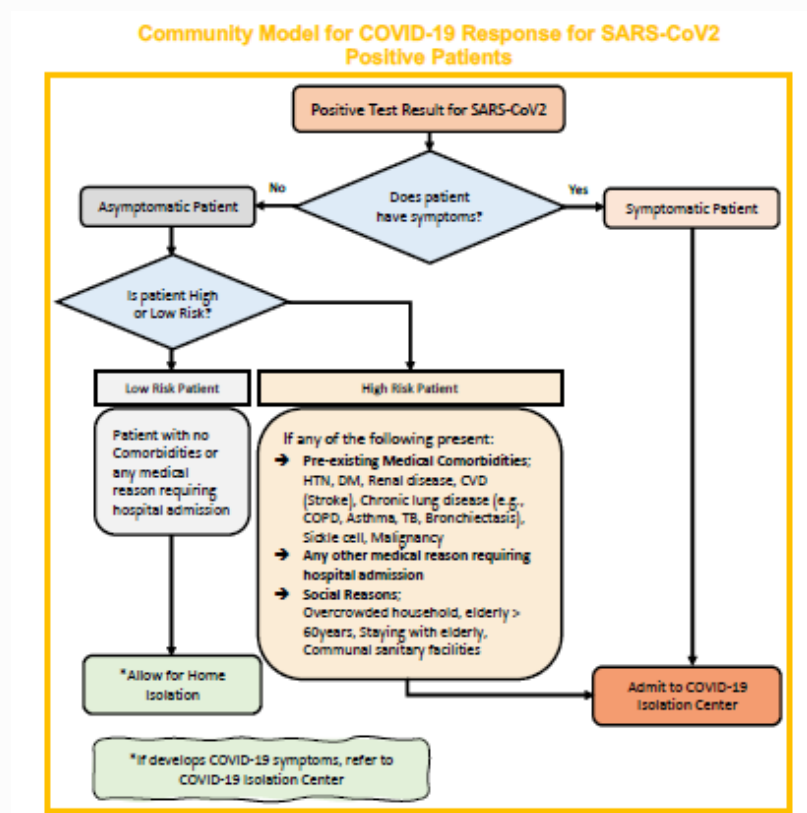 Community Model for COVID-19 Response for SARS-CoV2
Positive Patients
Positive Test Result for SARS-CoV2
Does patient
have symptoms?
No
Yes
Asymptomatic Patient
Symptomatic Patient
Is patient High
or Low Risk?
Low Risk Patient
High Risk Patient
Patient with no
Comorbidities or
any medical
reason requiring
hospital admission
If any of the following present:
➔ Pre-existing Medical Comorbidities;
HTN, DM, Renal disease, CVD
(Stroke), Chronic lung disease (e.g.,
COPD, Asthma, TB, Bronchiectasis),
Sickle cell, Malignancy
➔ Any other medical reason requiring
hospital admission
➔ Social Reasons;
Overcrowded household, elderly >
60years, Staying with elderly,
Communal sanitary facilities
*Allow for Home
Isolation
Admit to COVID-19
Isolation Center
*If develops COVID-19 symptoms, refer to
COVID-19 Isolation Center